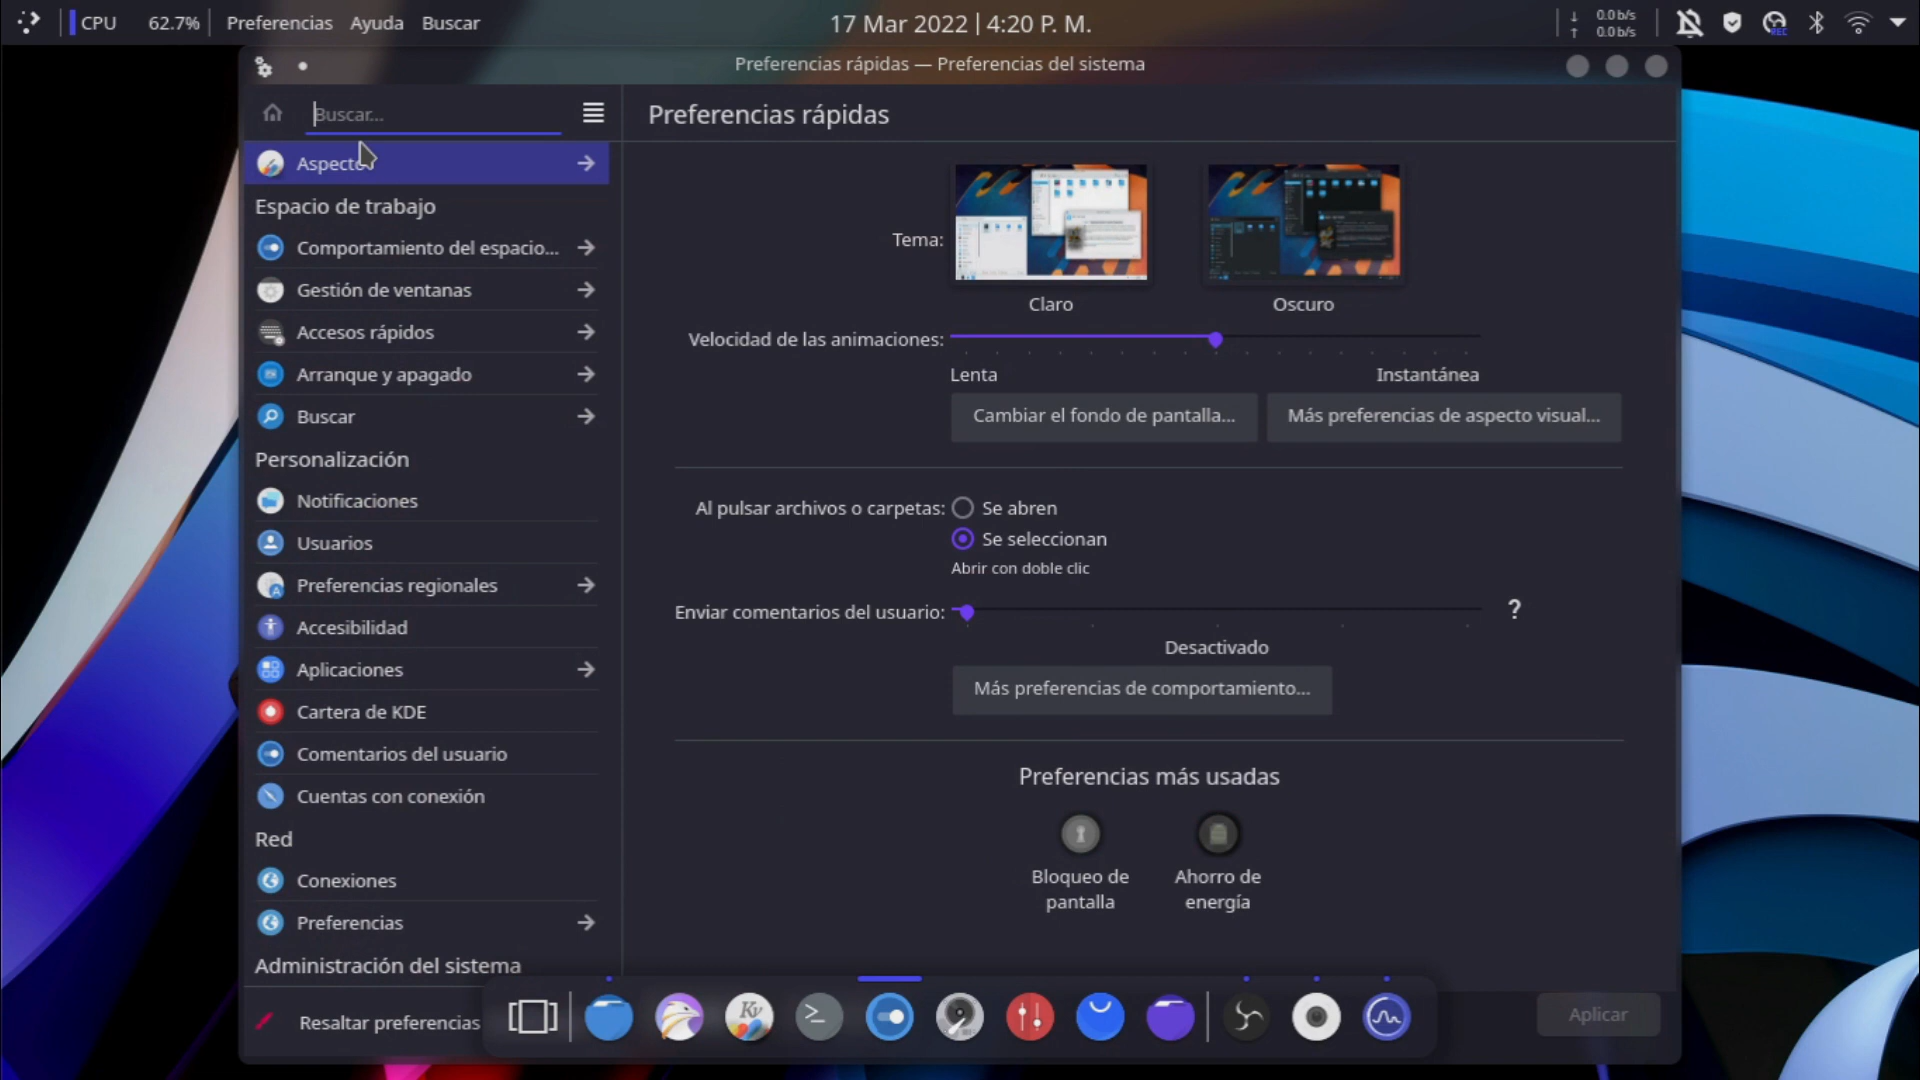 CPU 62.7% Preferencias Ayuda Buscar 17 Mar 2022 | 4:20 P. M. 0.0 b/s
0.0 b/s
REC
Preferencias rápidas — Preferencias del sistema
Buscar...
Preferencias rápidas
Aspecto
Espacio de trabajo
Comportamiento del espacio...
Gestión de ventanas
Accesos rápidos
Arranque y apagado
Buscar
Personalización
Notificaciones
Usuarios
Preferencias regionales
Accesibilidad
Aplicaciones
Cartera de KDE
Comentarios del usuario
Cuentas con conexión
Red
Conexiones
Preferencias
Administración del sistema
Resaltar preferencias
Tema:
Claro
Oscuro
Velocidad de las animaciones:
Lenta
Instantánea
Cambiar el fondo de pantalla...
Más preferencias de aspecto visual...
Al pulsar archivos o carpetas:
Se abren
Se seleccionan
Abrir con doble clic
Enviar comentarios del usuario:
?
Desactivado
Más preferencias de comportamiento...
Preferencias más usadas
Bloqueo de
pantalla
Ahorro de
energía
Kv
Aplicar